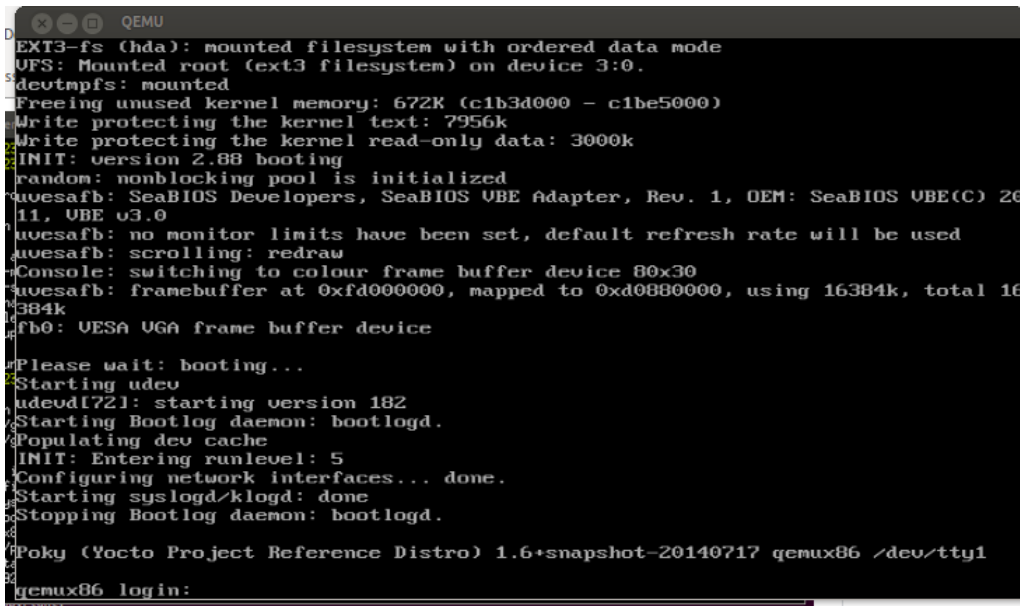 QEMU
EXT3-fs (hda): mounted filesystem with ordered data mode
VFS: Mounted root (ext3 filesystem) on device 3:0.
devtmpfs: mounted
Freeing unused kernel memory: 672K (c1b3d000 - c1be5000)
Write protecting the kernel text: 7956k
Write protecting the kernel read-only data: 3000k
INIT: version 2.88 booting
random: nonblocking pool is initialized
uvesafb: SeaBIOS Developers, SeaBIOS VBE Adapter, Rev. 1, OEM: SeaBIOS VBE(C) 20
11, VBE v3.0
uvesafb: no monitor limits have been set, default refresh rate will be used
uvesafb: scrolling: redraw
Console: switching to colour frame buffer device 80x30
uvesafb: framebuffer at 0xfd000000, mapped to 0xd0880000, using 16384k, total 16
384k
fb0: VESA VGA frame buffer device
Please wait: booting...
Starting udev
udevd[72]: starting version 182
Starting Bootlog daemon: bootlogd.
Populating dev cache
INIT: Entering runlevel: 5
Configuring network interfaces... done.
Starting syslogd/klogd: done
Stopping Bootlog daemon: bootlogd.
Poky (Yocto Project Reference Distro) 1.6+snapshot-20140717 qemux86 /dev/tty1
qemux86 login: